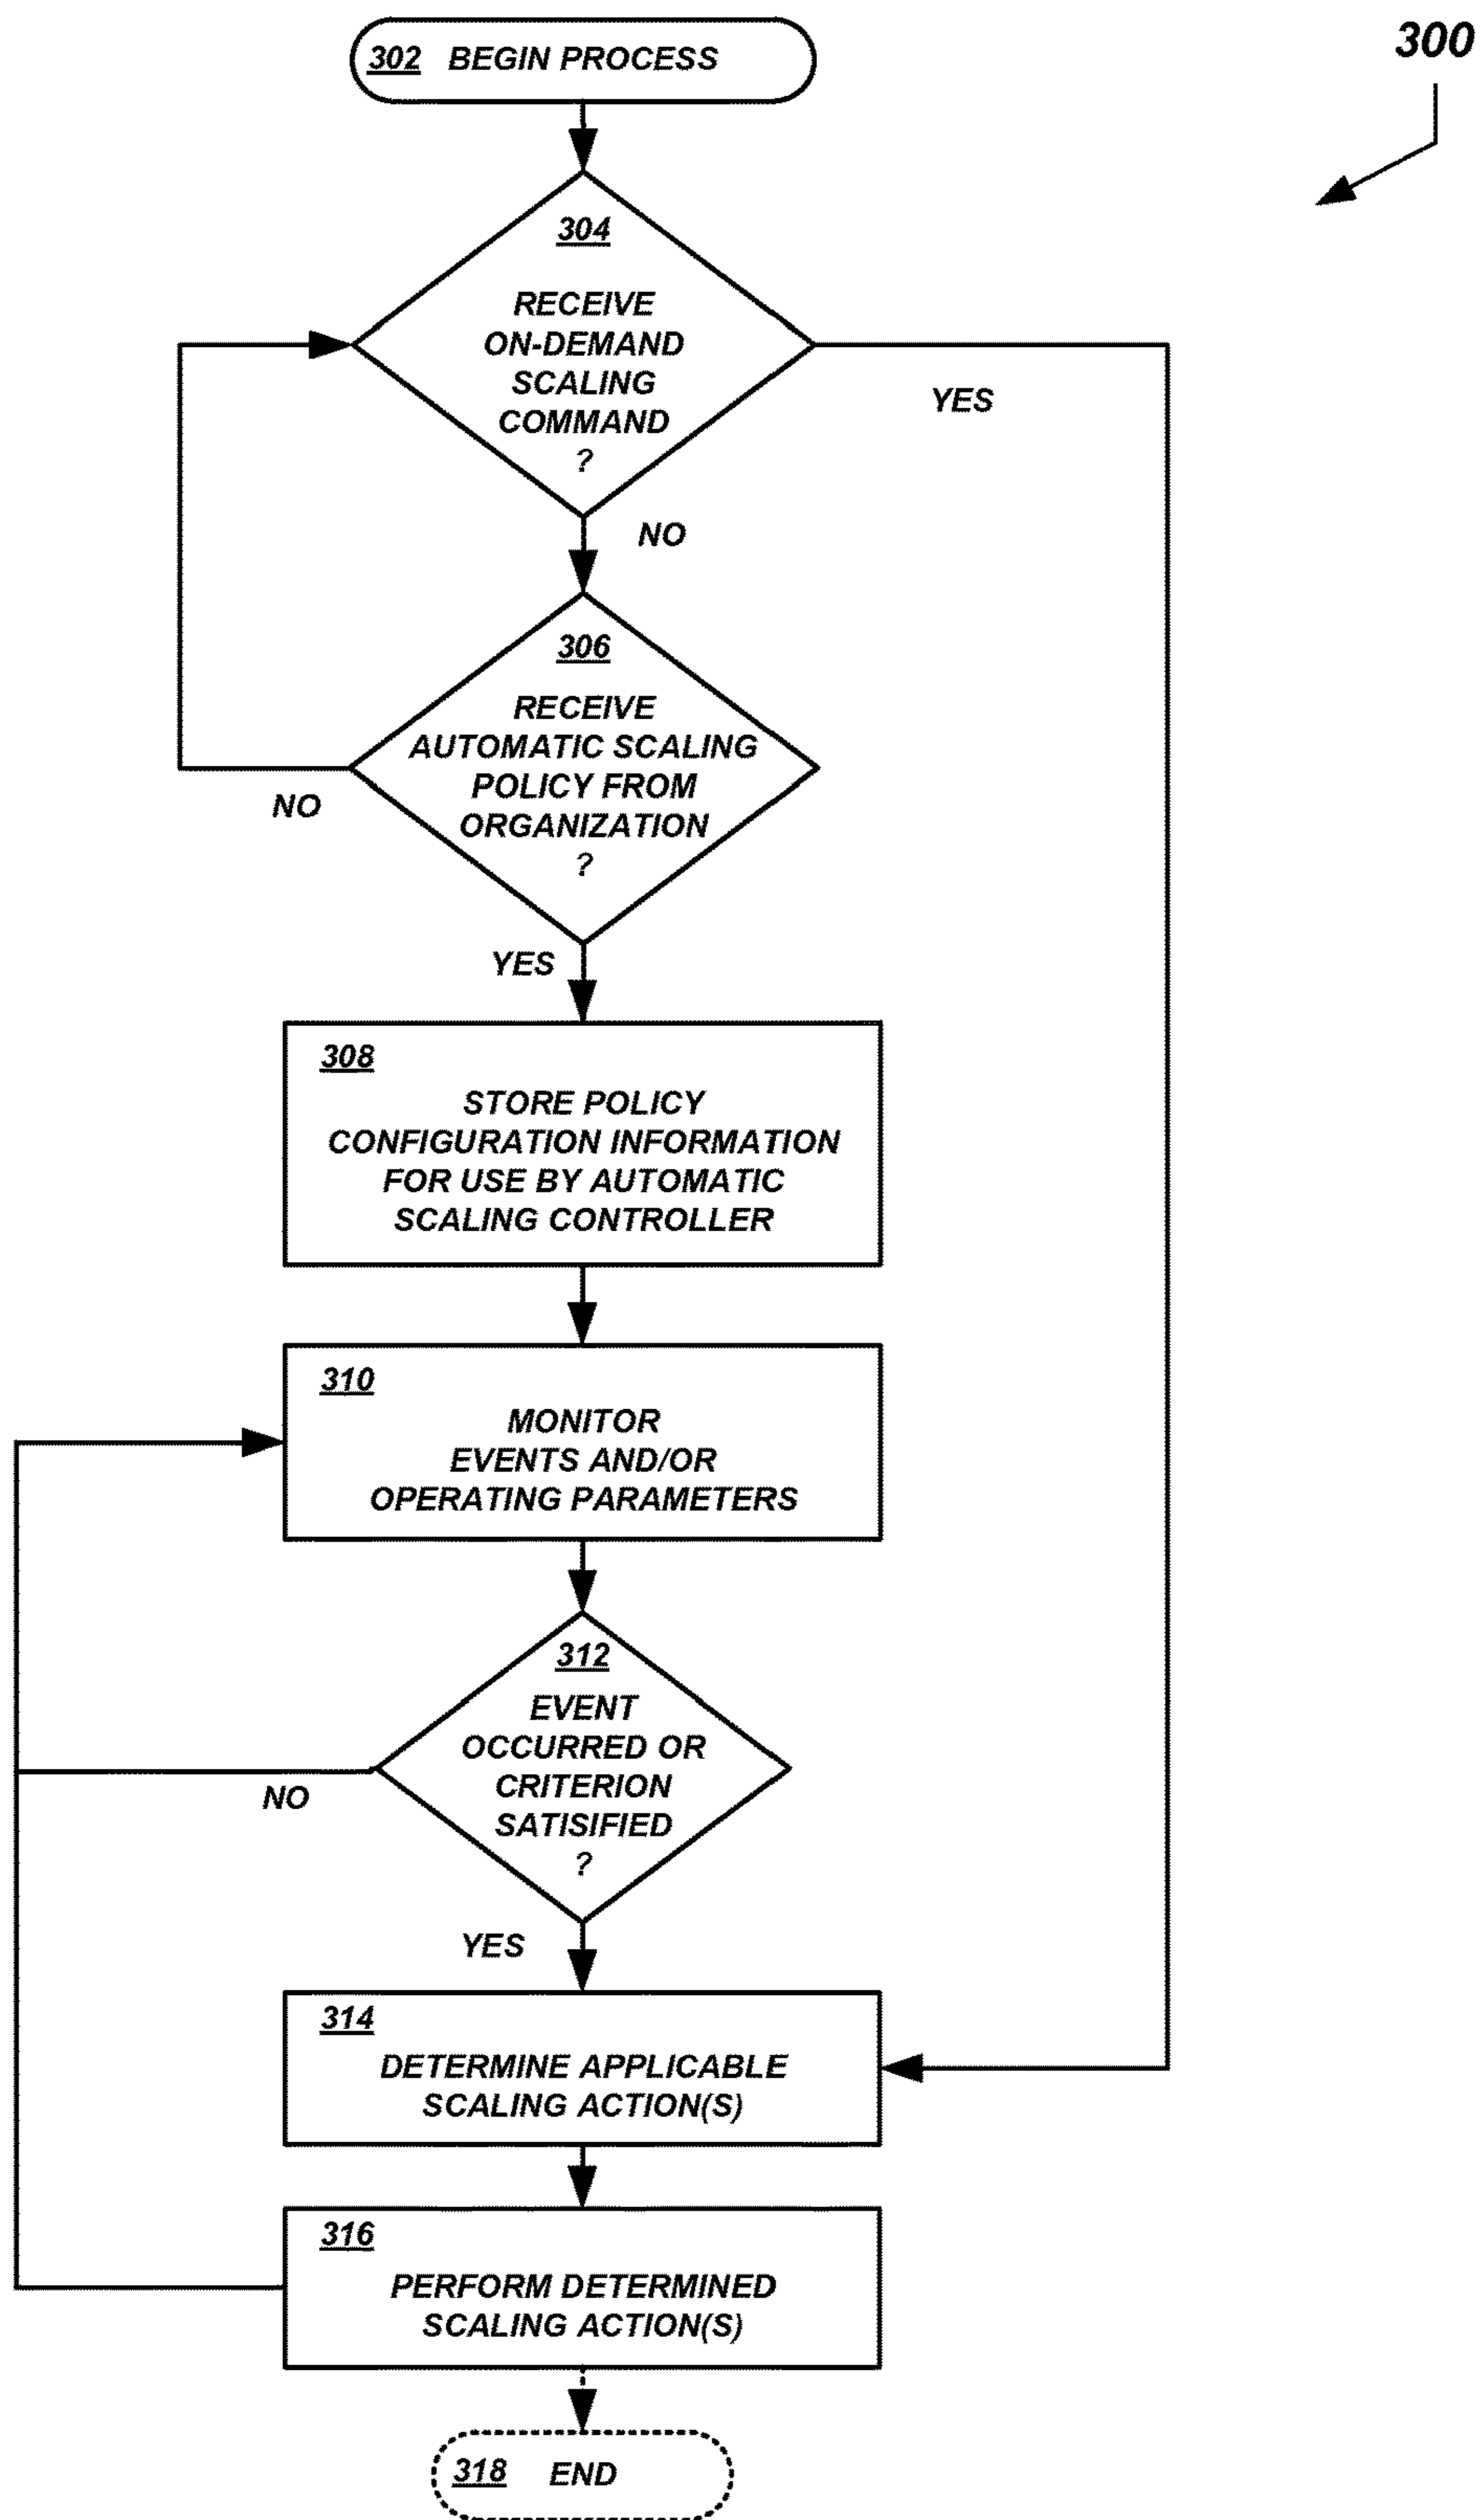 300
302 BEGIN PROCESS
304
RECEIVE
ON-DEMAND
SCALING
COMMAND
?
YES
NO
306
RECEIVE
AUTOMATIC SCALING
POLICY FROM
ORGANIZATION
?
NO
YES
308
STORE POLICY
CONFIGURATION INFORMATION
FOR USE BY AUTOMATIC
SCALING CONTROLLER
310
MONITOR
EVENTS AND/OR
OPERATING PARAMETERS
312
EVENT
OCCURRED OR
CRITERION
SATISIFIED
?
NO
YES
314
DETERMINE APPLICABLE
SCALING ACTION(S)
316
PERFORM DETERMINED
SCALING ACTION(S)
318 END